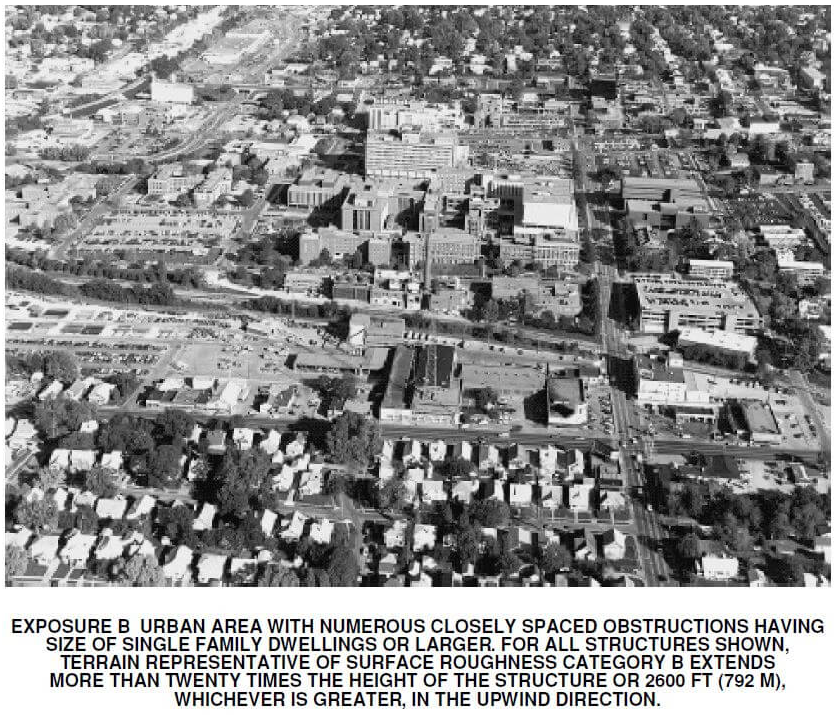 EXPOSURE B URBAN AREA WITH NUMEROUS CLOSELY SPACED OBSTRUCTIONS HAVING
SIZE OF SINGLE FAMILY DWELLINGS OR LARGER. FOR ALL STRUCTURES SHOWN,
TERRAIN REPRESENTATIVE OF SURFACE ROUGHNESS CATEGORY B EXTENDS
MORE THAN TWENTY TIMES THE HEIGHT OF THE STRUCTURE OR 2600 FT (792 M),
WHICHEVER IS GREATER, IN THE UPWIND DIRECTION.